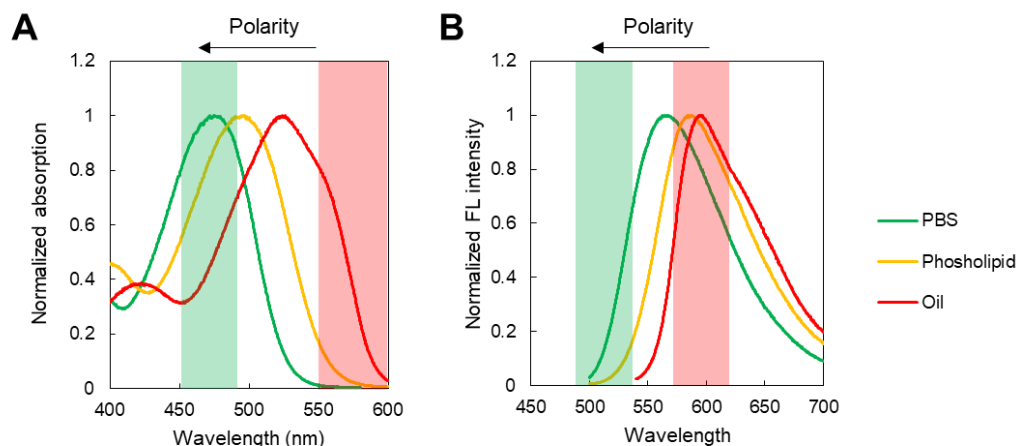 A
Polarity
Normalized absorption
1.2
1
0.8
0.6
0.4
0.2
0
400
450
500
550
600
Wavelength (nm)
B
Polarity
Normalized FL intensity
1.2
1
0.8
0.6
0.4
0.2
0
450
500
550
600
650
700
Wavelength
PBS
Phosholipid
Oil